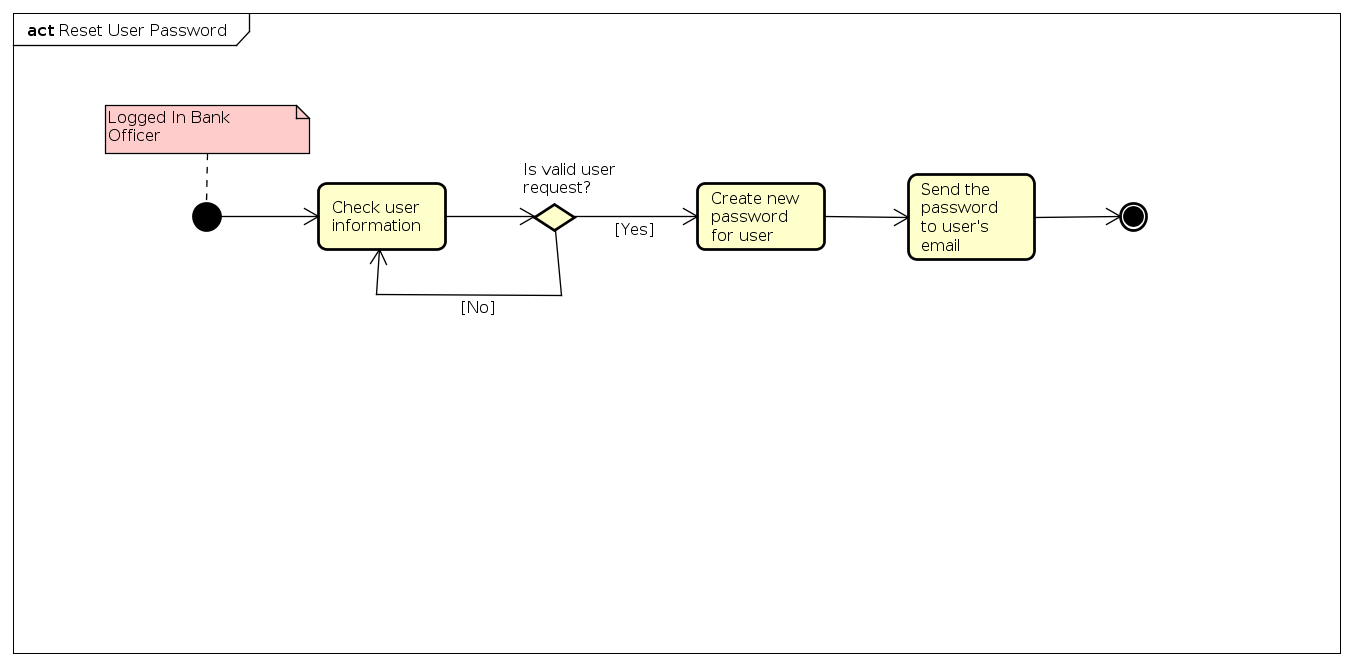 act Reset User Password
Logged In Bank
Officer
Is valid user
request?
Check user
information
[Yes]
[No]
Create new
password
for user
Send the
password
to user's
email